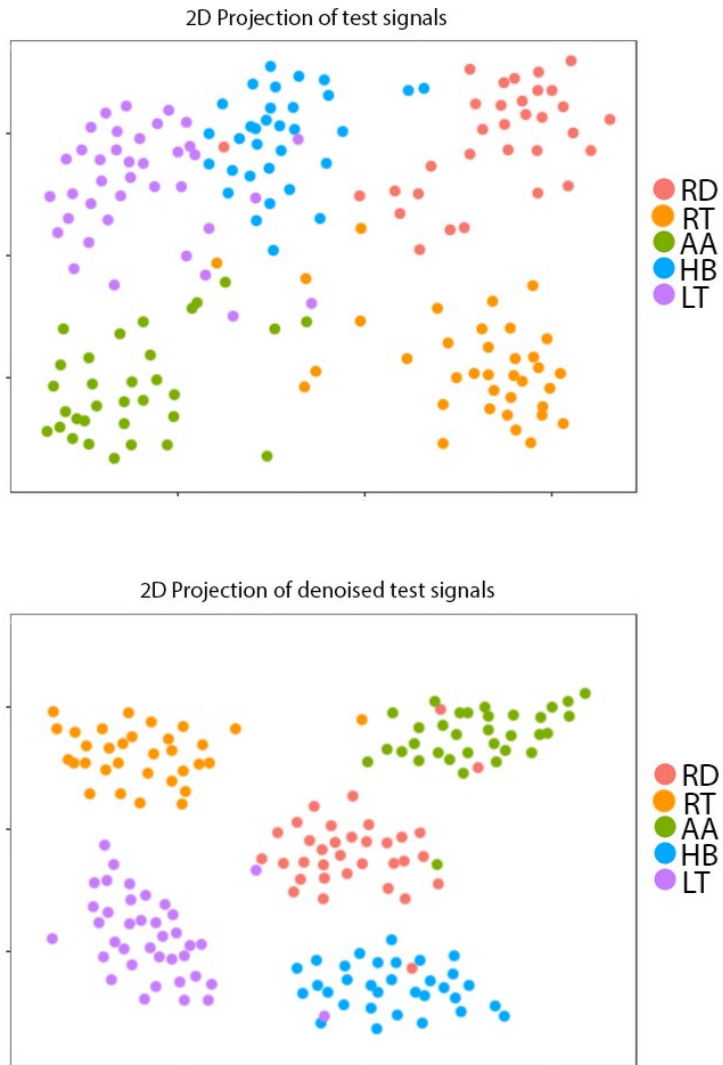 2D Projection of test signals
RD
RT
AA
HB
LT
2D Projection of denoised test signals
RD
RT
AA
HB
LT